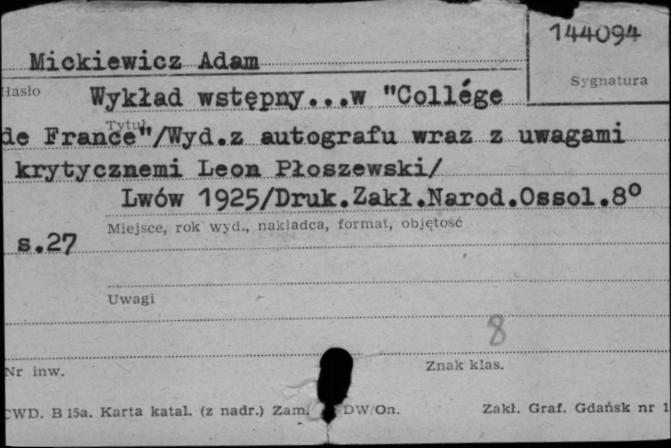 144094
Mickiewicz Adam
Sygnatura
Hasło
Wykład wstępny...w "Collége
Tytuł
de France"/Wyd.z autografu wraz z uwagami
krytycznemi Leon Płoszewski/
Lwów 1925/Druk.Zakł.Narod.Ossol.8º
Miejsce, rok wyd., nakładca, format, objętość
s.27
Uwagi
8
Nr inw.
Znak klas.
CWD. B 15a. Karta katal. (z nadr.) Zam. DW/On. Zakł. Graf. Gdańsk nr 1